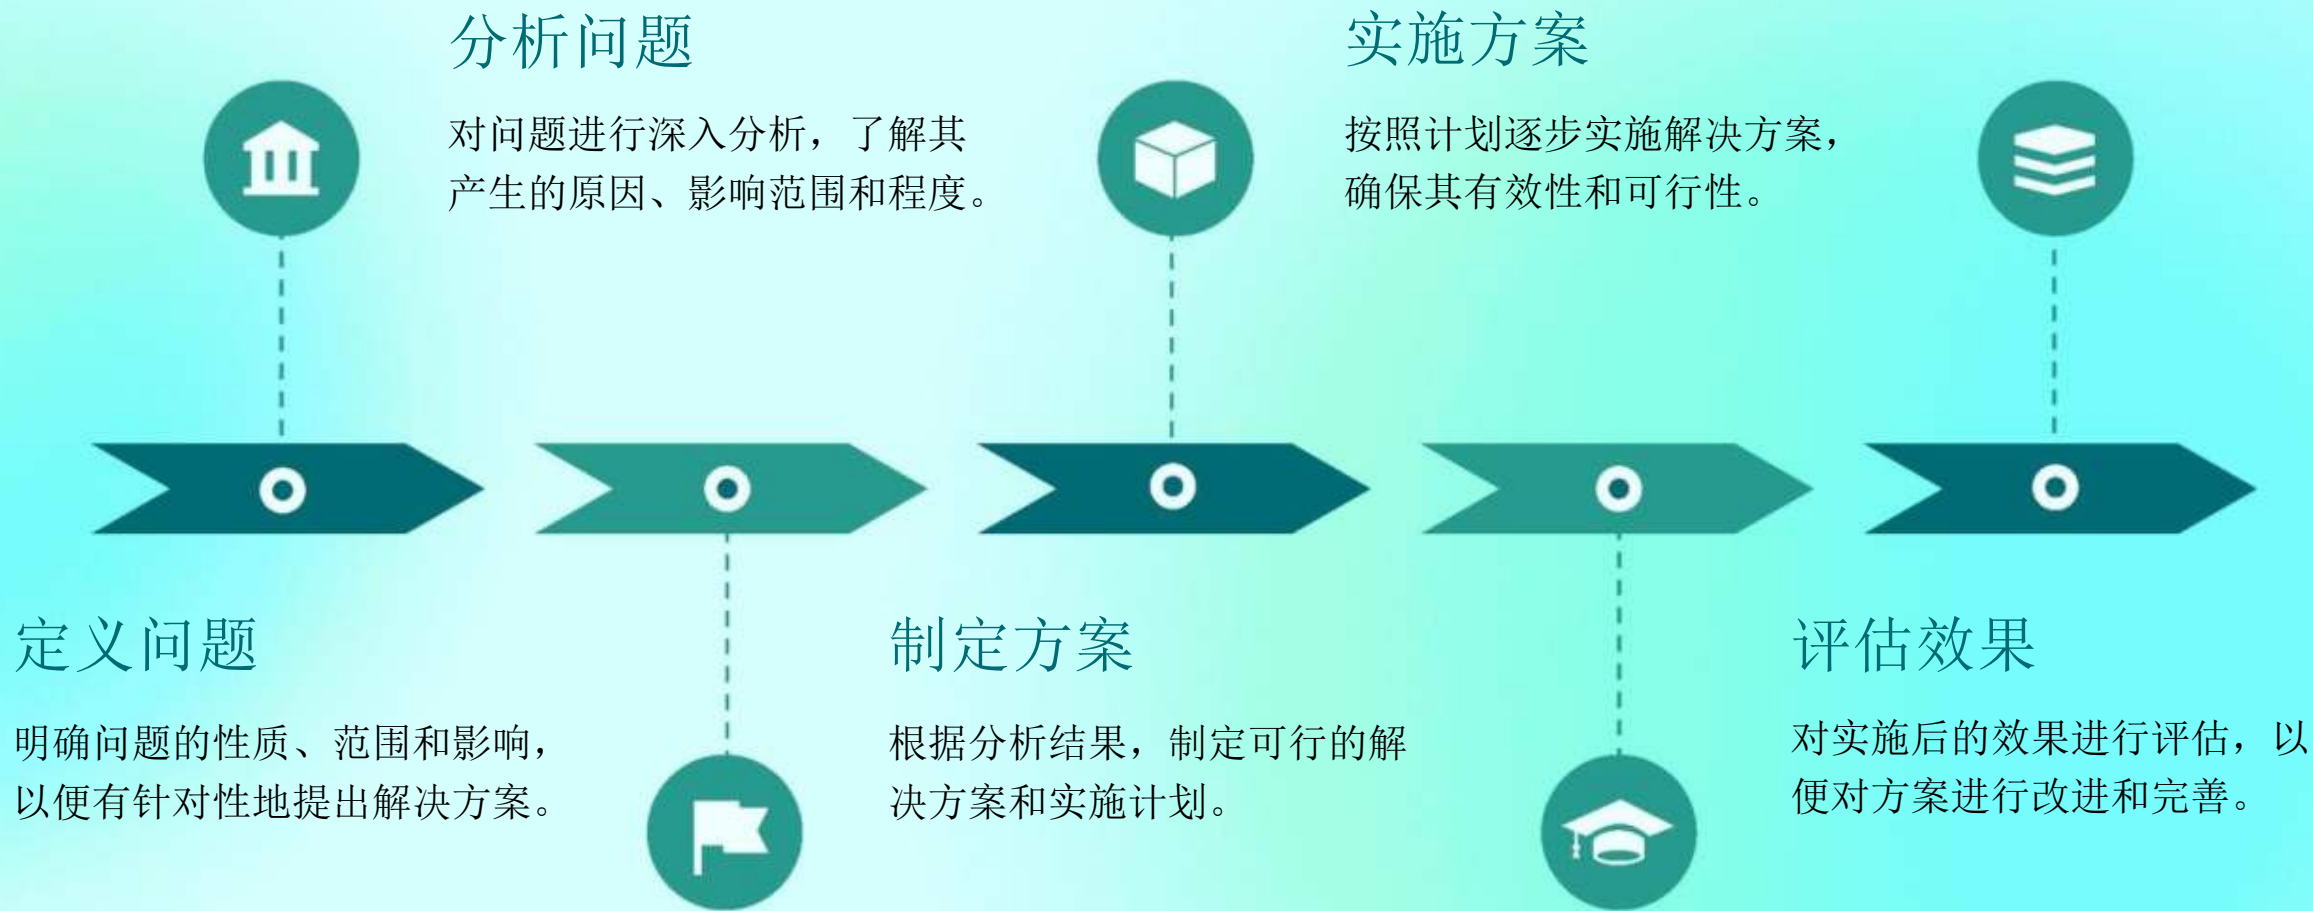 定义问题
明确问题的性质、范围和影响，
以便有针对性地提出解决方案。
分析问题
对问题进行深入分析，了解其
产生的原因、影响范围和程度。
制定方案
根据分析结果，制定可行的解
决方案和实施计划。
实施方案
按照计划逐步实施解决方案，
确保其有效性和可行性。
评估效果
对实施后的效果进行评估，以
便对方案进行改进和完善。